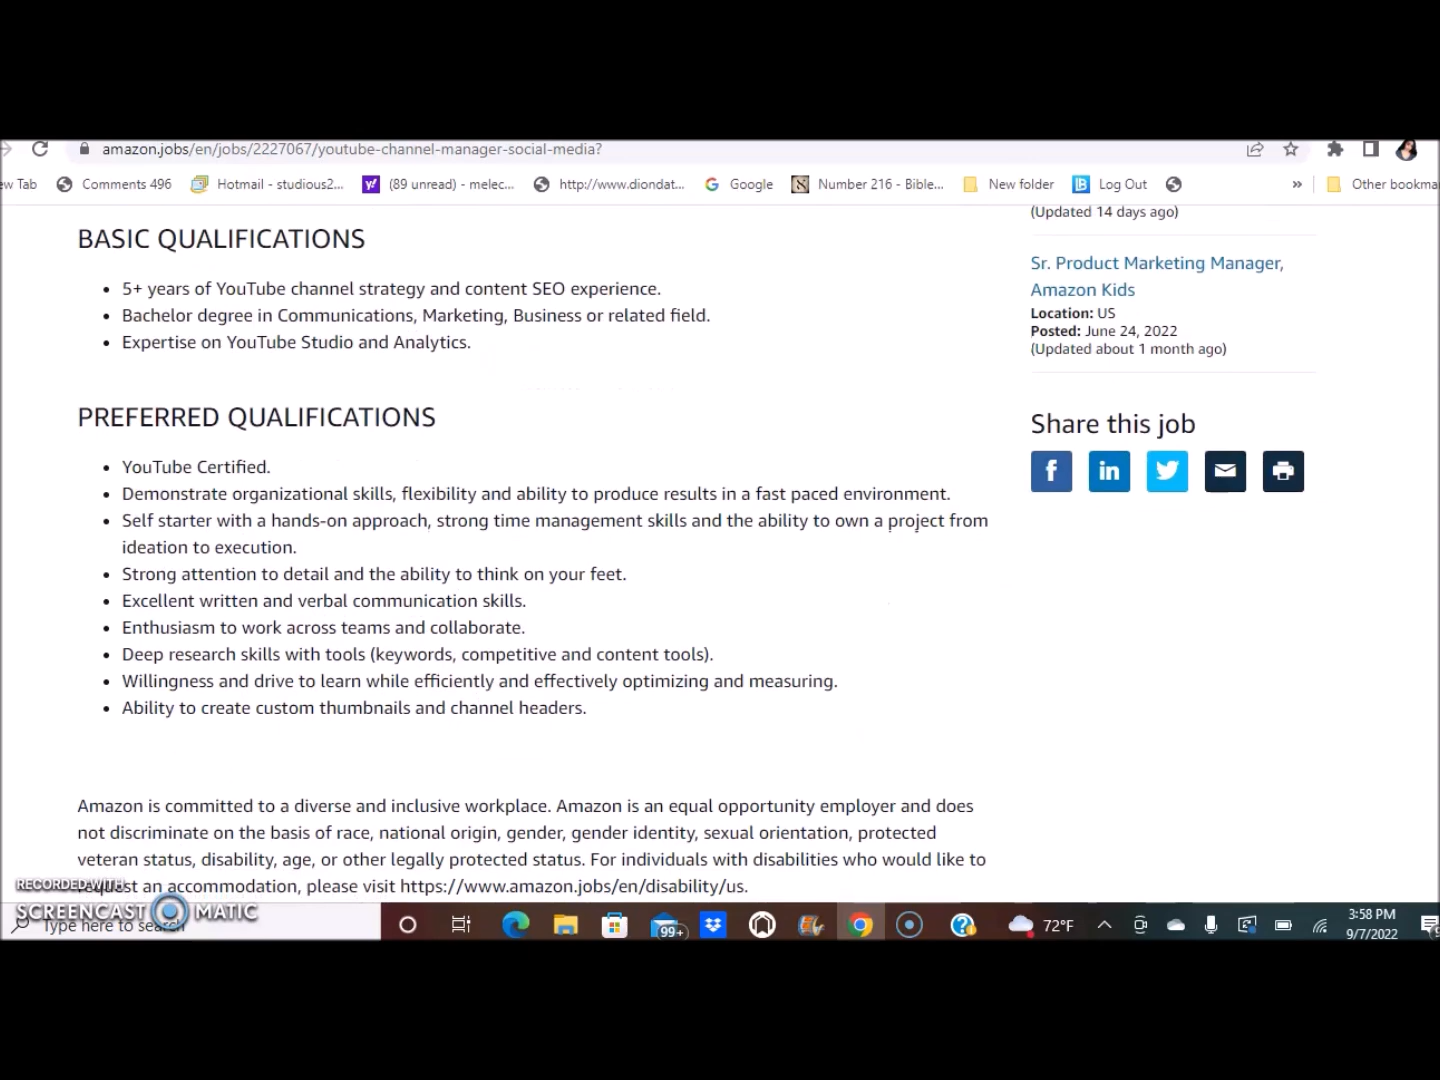 amazon.jobs/en/jobs/2227067/youtube-channel-manager-social-media?
ew Tab Comments 496 Hotmail - studious2... (89 unread) - melec... http://www.diondat... Google Number 216 - Bible... New folder Log Out » Other bookma
(Updated 14 days ago)
BASIC QUALIFICATIONS
• 5+ years of YouTube channel strategy and content SEO experience.
• Bachelor degree in Communications, Marketing, Business or related field.
• Expertise on YouTube Studio and Analytics.
PREFERRED QUALIFICATIONS
• YouTube Certified.
• Demonstrate organizational skills, flexibility and ability to produce results in a fast paced environment.
• Self starter with a hands-on approach, strong time management skills and the ability to own a project from
ideation to execution.
• Strong attention to detail and the ability to think on your feet.
• Excellent written and verbal communication skills.
• Enthusiasm to work across teams and collaborate.
• Deep research skills with tools (keywords, competitive and content tools).
• Willingness and drive to learn while efficiently and effectively optimizing and measuring.
• Ability to create custom thumbnails and channel headers.
Amazon is committed to a diverse and inclusive workplace. Amazon is an equal opportunity employer and does
not discriminate on the basis of race, national origin, gender, gender identity, sexual orientation, protected
veteran status, disability, age, or other legally protected status. For individuals with disabilities who would like to
request an accommodation, please visit https://www.amazon.jobs/en/disability/us.
Sr. Product Marketing Manager,
Amazon Kids
Location: US
Posted: June 24, 2022
(Updated about 1 month ago)
Share this job
RECORDED WITH
SCREENCAST MATIC
Type here to search
99+
72°F
3:58 PM
9/7/2022